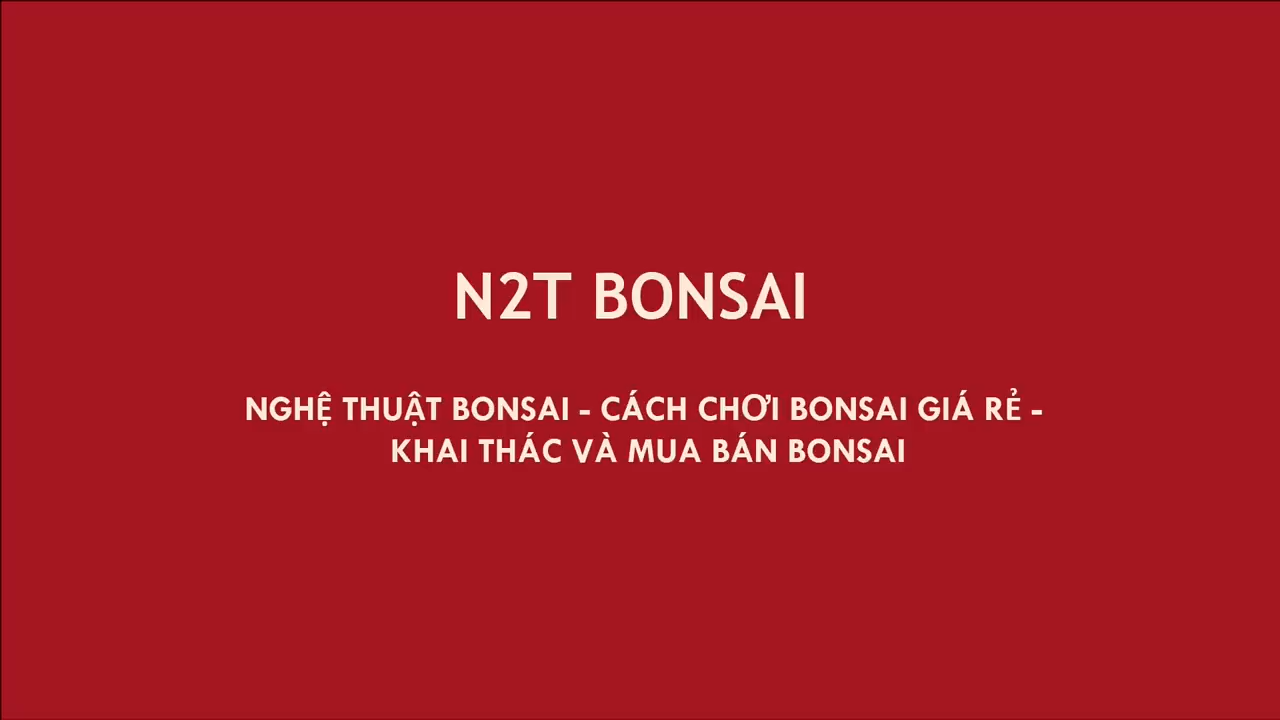 N2T BONSAI
NGHỆ THUẬT BONSAI - CÁCH CHƠI BONSAI GIÁ RẺ -
KHAI THÁC VÀ MUA BÁN BONSAI